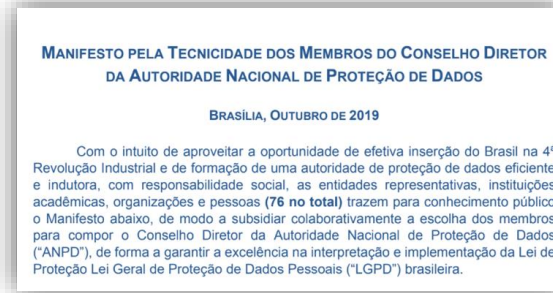 MANIFESTO PELA TECNICIDADE DOS MEMBROS DO CONSELHO DIRETOR
DA AUTORIDADE NACIONAL DE PROTEÇÃO DE DADOS
BRASÍLIA, OUTUBRO DE 2019
Com o intuito de aproveitar a oportunidade de efetiva inserção do Brasil na 4ª
Revolução Industrial e de formação de uma autoridade de proteção de dados eficiente
e indutora, com responsabilidade social, as entidades representativas, instituições
acadêmicas, organizações e pessoas (76 no total) trazem para conhecimento público
o Manifesto abaixo, de modo a subsidiar colaborativamente a escolha dos membros
para compor o Conselho Diretor da Autoridade Nacional de Proteção de Dados
("ANPD"), de forma a garantir a excelência na interpretação e implementação da Lei de
Proteção Lei Geral de Proteção de Dados Pessoais ("LGPD") brasileira.